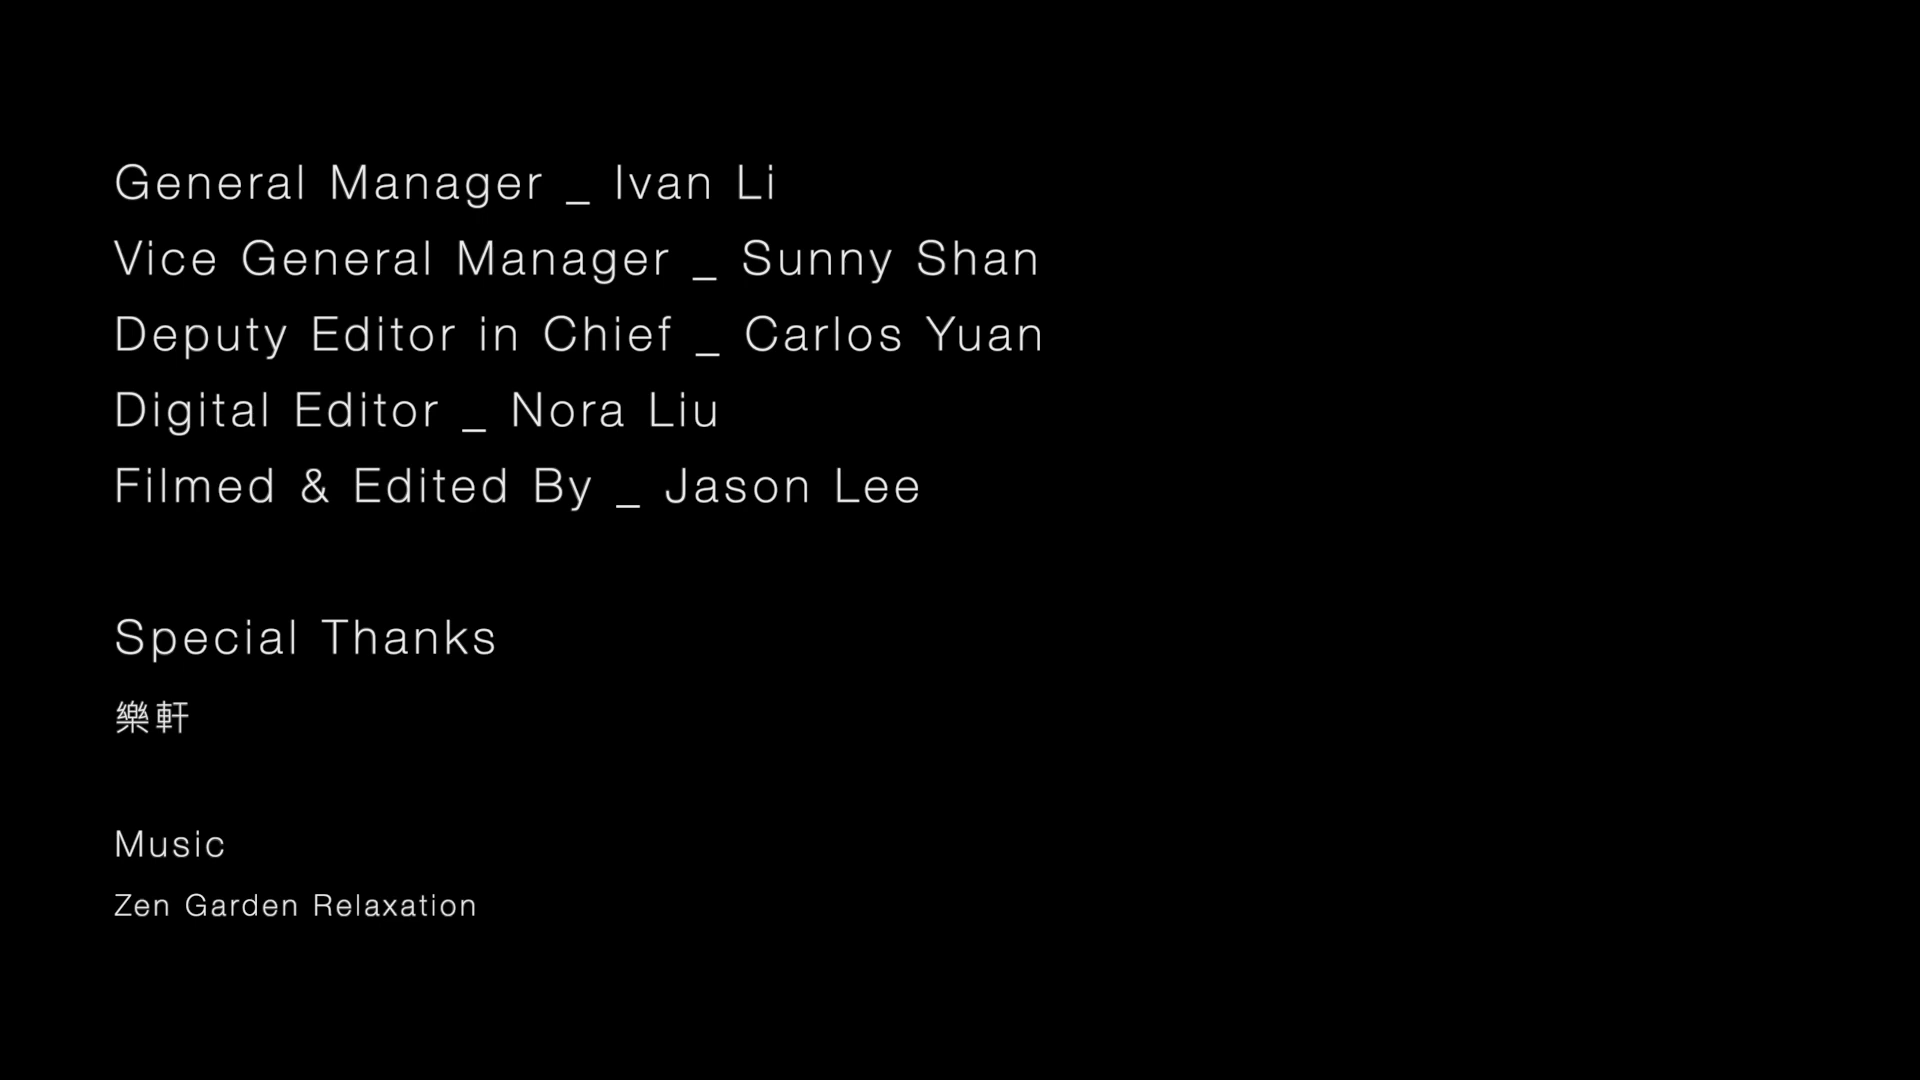 General Manager _ Ivan Li
Vice General Manager _ Sunny Shan
Deputy Editor in Chief _ Carlos Yuan
Digital Editor _ Nora Liu
Filmed & Edited By _ Jason Lee
Special Thanks
樂軒
Music
Zen Garden Relaxation